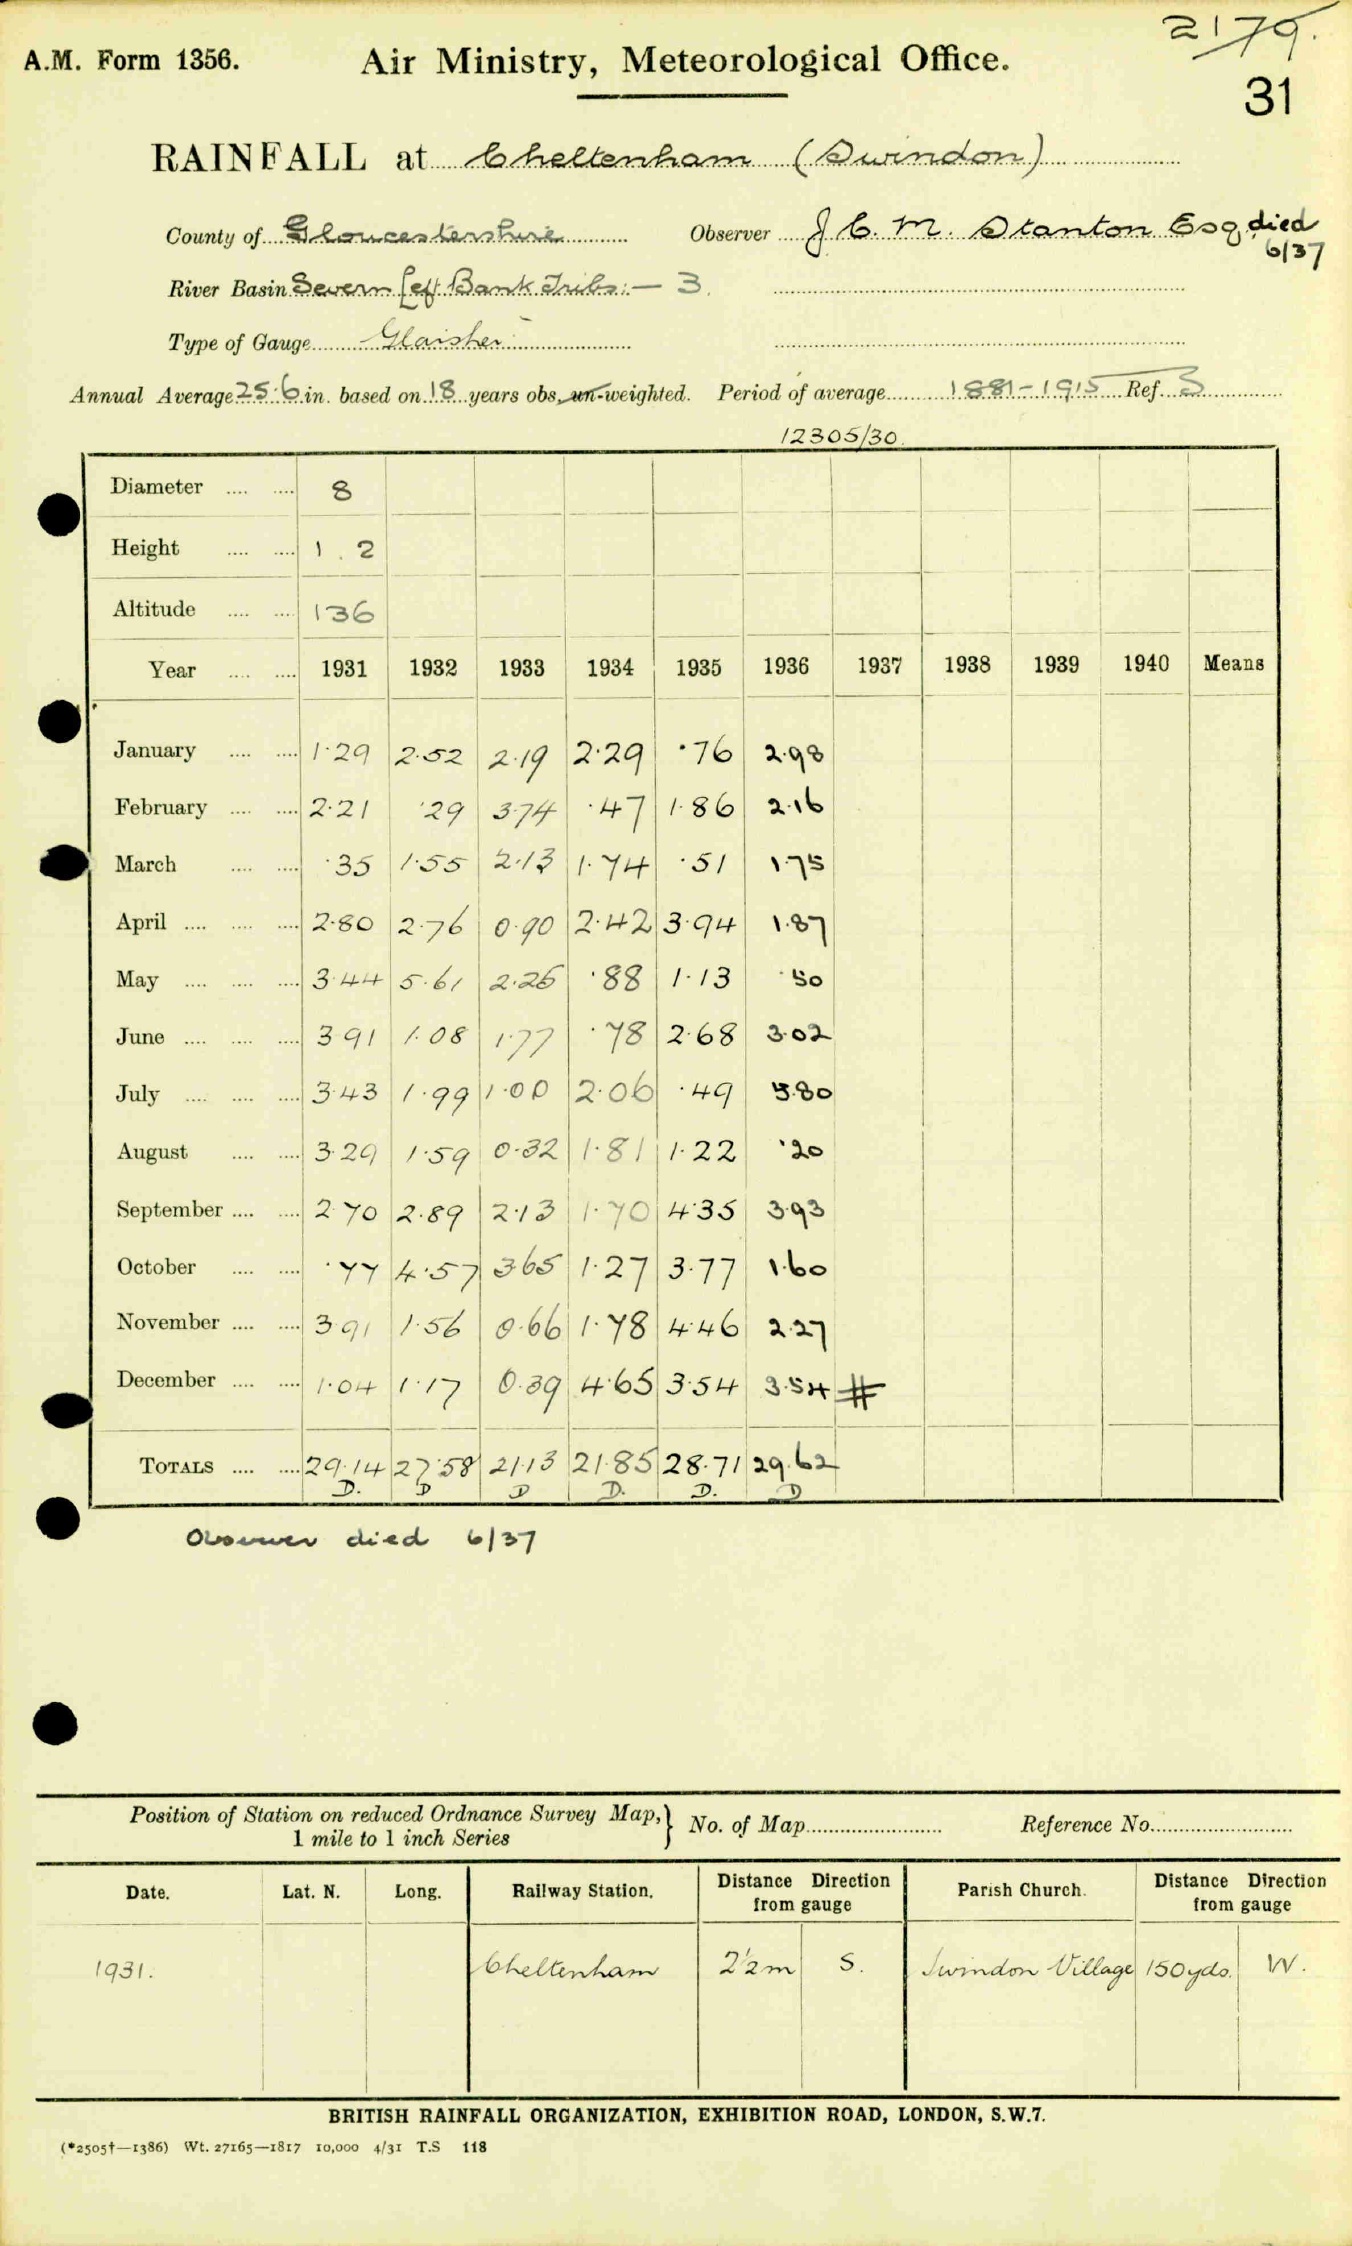 2179.
A.M. Form 1356.
Air Ministry, Meteorological Office.
31
RAINFALL at Cheltenham (Swindon)
County of Gloucestershire Observer J C. M. Stanton Esq. died 6/37
River Basin Severn Left Bank Tribs:— 3.
Type of Gauge Glaisher
Annual Average 25.6 in. based on 18 years obs, un-weighted. Period of average 1881-1915 Ref. 3
12305/30.
Diameter 8
Height 1 . 2
Altitude 136
Year 1931 1932 1933 1934 1935 1936 1937 1938 1939 1940 Means
January 1.29 2.52 2.19 2.29 .76 2.98
February 2.21 .29 3.74 .47 1.86 2.16
March .35 1.55 2.13 1.74 .51 1.75
April 2.80 2.76 0.90 2.42 3.94 1.87
May 3.44 5.61 2.25 .88 1.13 .50
June 3.91 1.08 1.77 .78 2.68 3.02
July 3.43 1.99 1.00 2.06 .49 5.80
August 3.29 1.59 0.32 1.81 1.22 .20
September 2.70 2.89 2.13 1.70 4.35 3.93
October .77 4.57 3.65 1.27 3.77 1.60
November 3.91 1.56 0.66 1.78 4.46 2.27
December 1.04 1.17 0.39 4.65 3.54 3.54 #
TOTALS 29.14 27.58 21.13 21.85 28.71 29.62
D. D D D. D. D
Observer died 6/37
Position of Station on reduced Ordnance Survey Map, } No. of Map Reference No.
1 mile to 1 inch Series
Date. Lat. N. Long. Railway Station. Distance Direction from gauge Parish Church. Distance Direction from gauge
1931. Cheltenham 2½m S. Swindon Village 150yds. W.
BRITISH RAINFALL ORGANIZATION, EXHIBITION ROAD, LONDON, S.W.7.
(*2505†—1386) Wt. 27165—1817 10,000 4/31 T.S 118